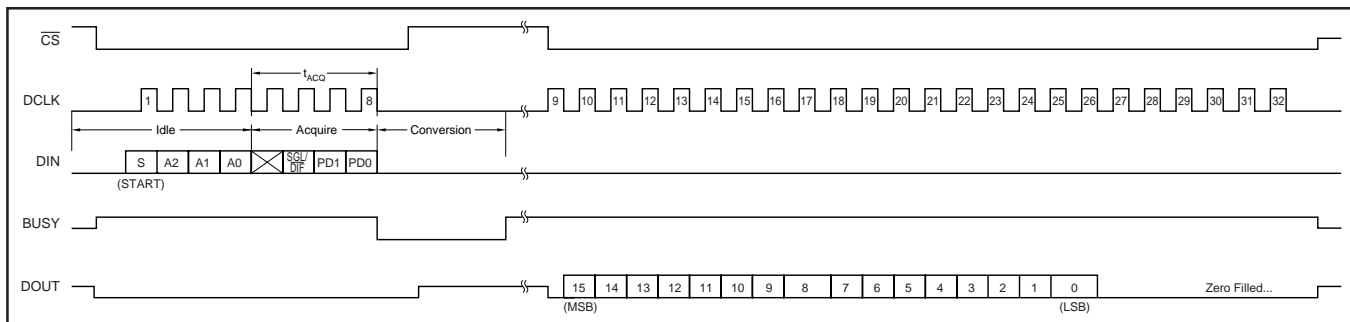 CS
tACQ
DCLK 1 8 9 10 11 12 13 14 15 16 17 18 19 20 21 22 23 24 25 26 27 28 29 30 31 32
Idle Acquire Conversion
DIN S A2 A1 A0 SGL/DIF PD1 PD0
(START)
BUSY
DOUT 15 14 13 12 11 10 9 8 7 6 5 4 3 2 1 0 Zero Filled...
(MSB) (LSB)